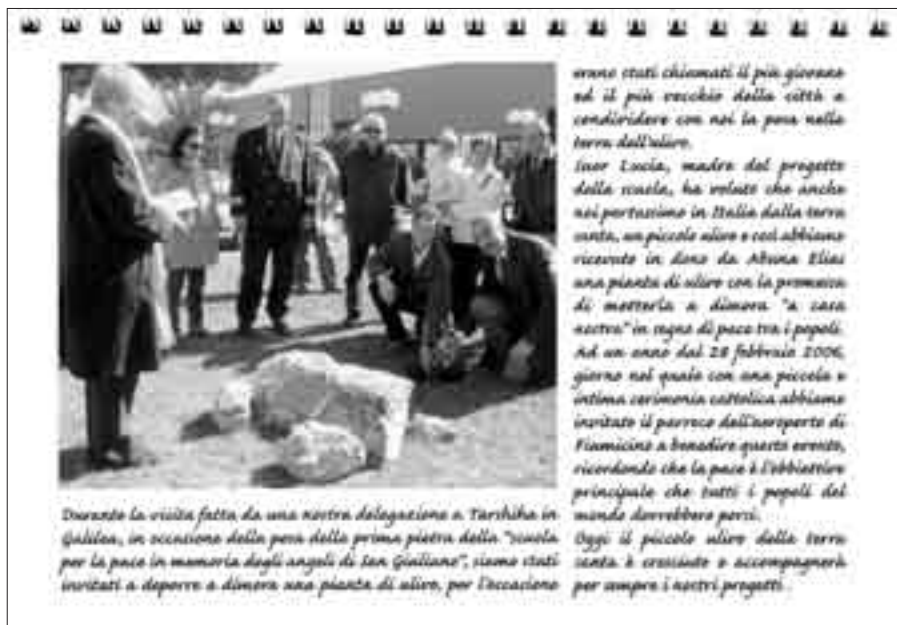 Durante la visita fatta da una nostra delegazione a Tarshiha in
Galilea, in occasione della posa della prima pietra della "scuola
per la pace in memoria degli angeli di San Giuliano", siamo stati
invitati a deporre a dimora una pianta di ulivo, per l'occasione
erano stati chiamati il più giovane
ed il più vecchio della città a
condividere con noi la posa nella
terra dell'ulivo.
Suor Lucia, madre del progetto
della scuola, ha voluto che anche
noi portassimo in Italia dalla terra
santa, un piccolo ulivo e così abbiamo
ricevuto in dono da Abuna Elias
una pianta di ulivo con la promessa
di metterla a dimora "a casa
nostra" in segno di pace tra i popoli.
Ad un anno dal 28 febbraio 2006,
giorno nel quale con una piccola e
intima cerimonia cattolica abbiamo
invitato il parroco dell'aeroporto di
Fiumicino a benedire questo evento,
ricordando che la pace è l'obbiettivo
principale che tutti i popoli del
mondo dovrebbero porsi.
Oggi il piccolo ulivo della terra
santa è cresciuto e accompagnerà
per sempre i nostri progetti.